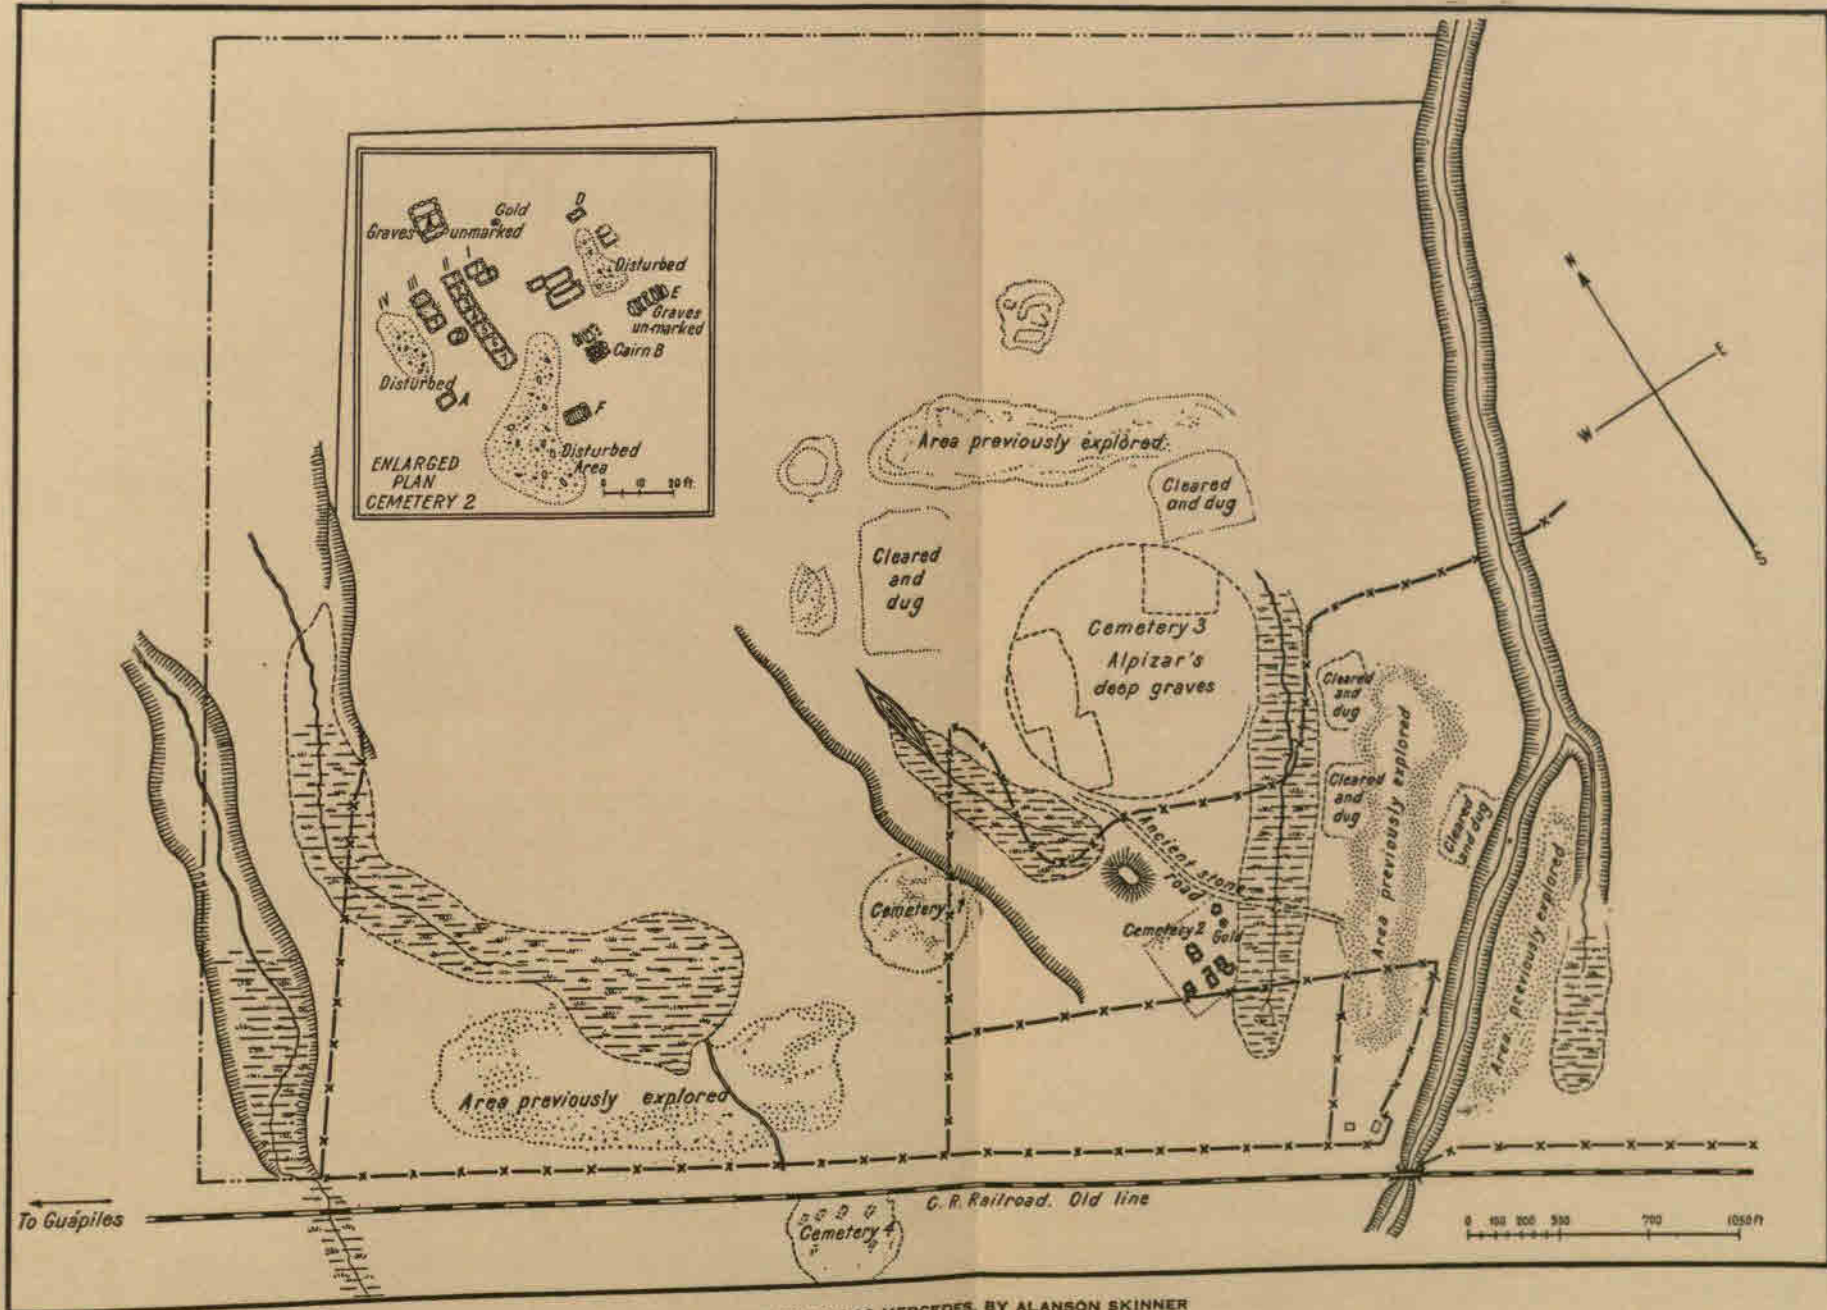 Gold
Graves unmarked
D
I
II
III
IV
Disturbed
E
Graves
un-marked
Cairn B
Disturbed
A
F
Disturbed
Area
ENLARGED
PLAN
CEMETERY 2
0 10 20 ft.
N
E
W
S
Area previously explored
Cleared
and dug
Cleared
and
dug
Cemetery 3
Alpizar's
deep graves
Cleared
and
dug
Cleared
and
dug
Area previously explored
Cleared
and dug
Area previously explored
Ancient stone
road
Cemetery 1
Cemetery 2
Gold
Area previously explored
C. R. Railroad. Old line
To Guápiles
Cemetery 4
0 100 200 350 700 1050 ft
MERCEDES, BY ALANSON SKINNER